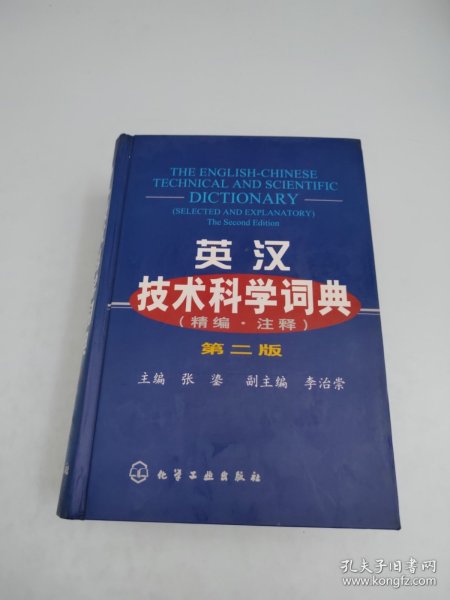 THE ENGLISH-CHINESE
TECHNICAL AND SCIENTIFIC
DICTIONARY
(SELECTED AND EXPLANATORY)
The Second Edition
英汉
技术科学词典
(精编·注释)
第二版
主编 张鎏 副主编 李治崇
化学工业出版社
孔夫子旧书网
www.kongfz.com